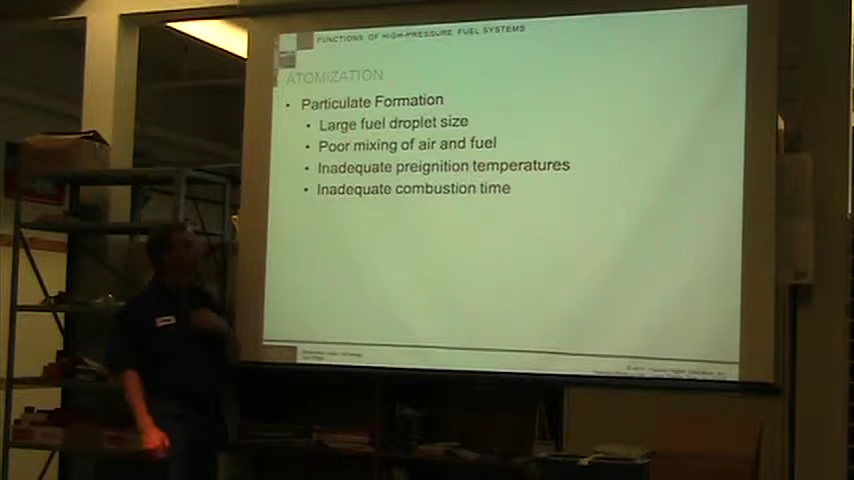 FUNCTIONS OF HIGH-PRESSURE FUEL SYSTEMS
ATOMIZATION
• Particulate Formation
• Large fuel droplet size
• Poor mixing of air and fuel
• Inadequate preignition temperatures
• Inadequate combustion time